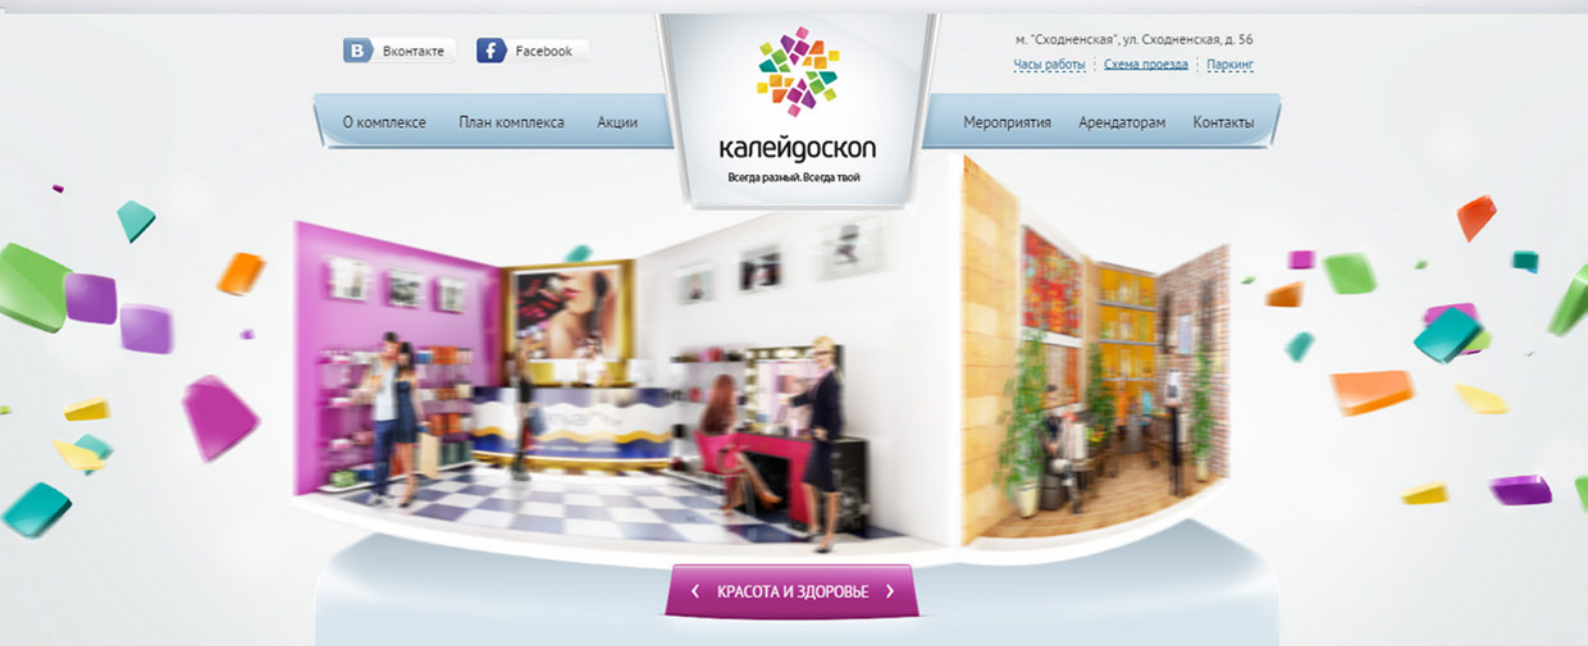 В Вконтакте
f Facebook
м. "Сходненская", ул. Сходненская, д. 56
Часы работы Схема проезда Паркинг
О комплексе План комплекса Акции
Мероприятия Арендаторам Контакты
калейдоскоп
Всегда разный. Всегда твой
КРАСОТА И ЗДОРОВЬЕ